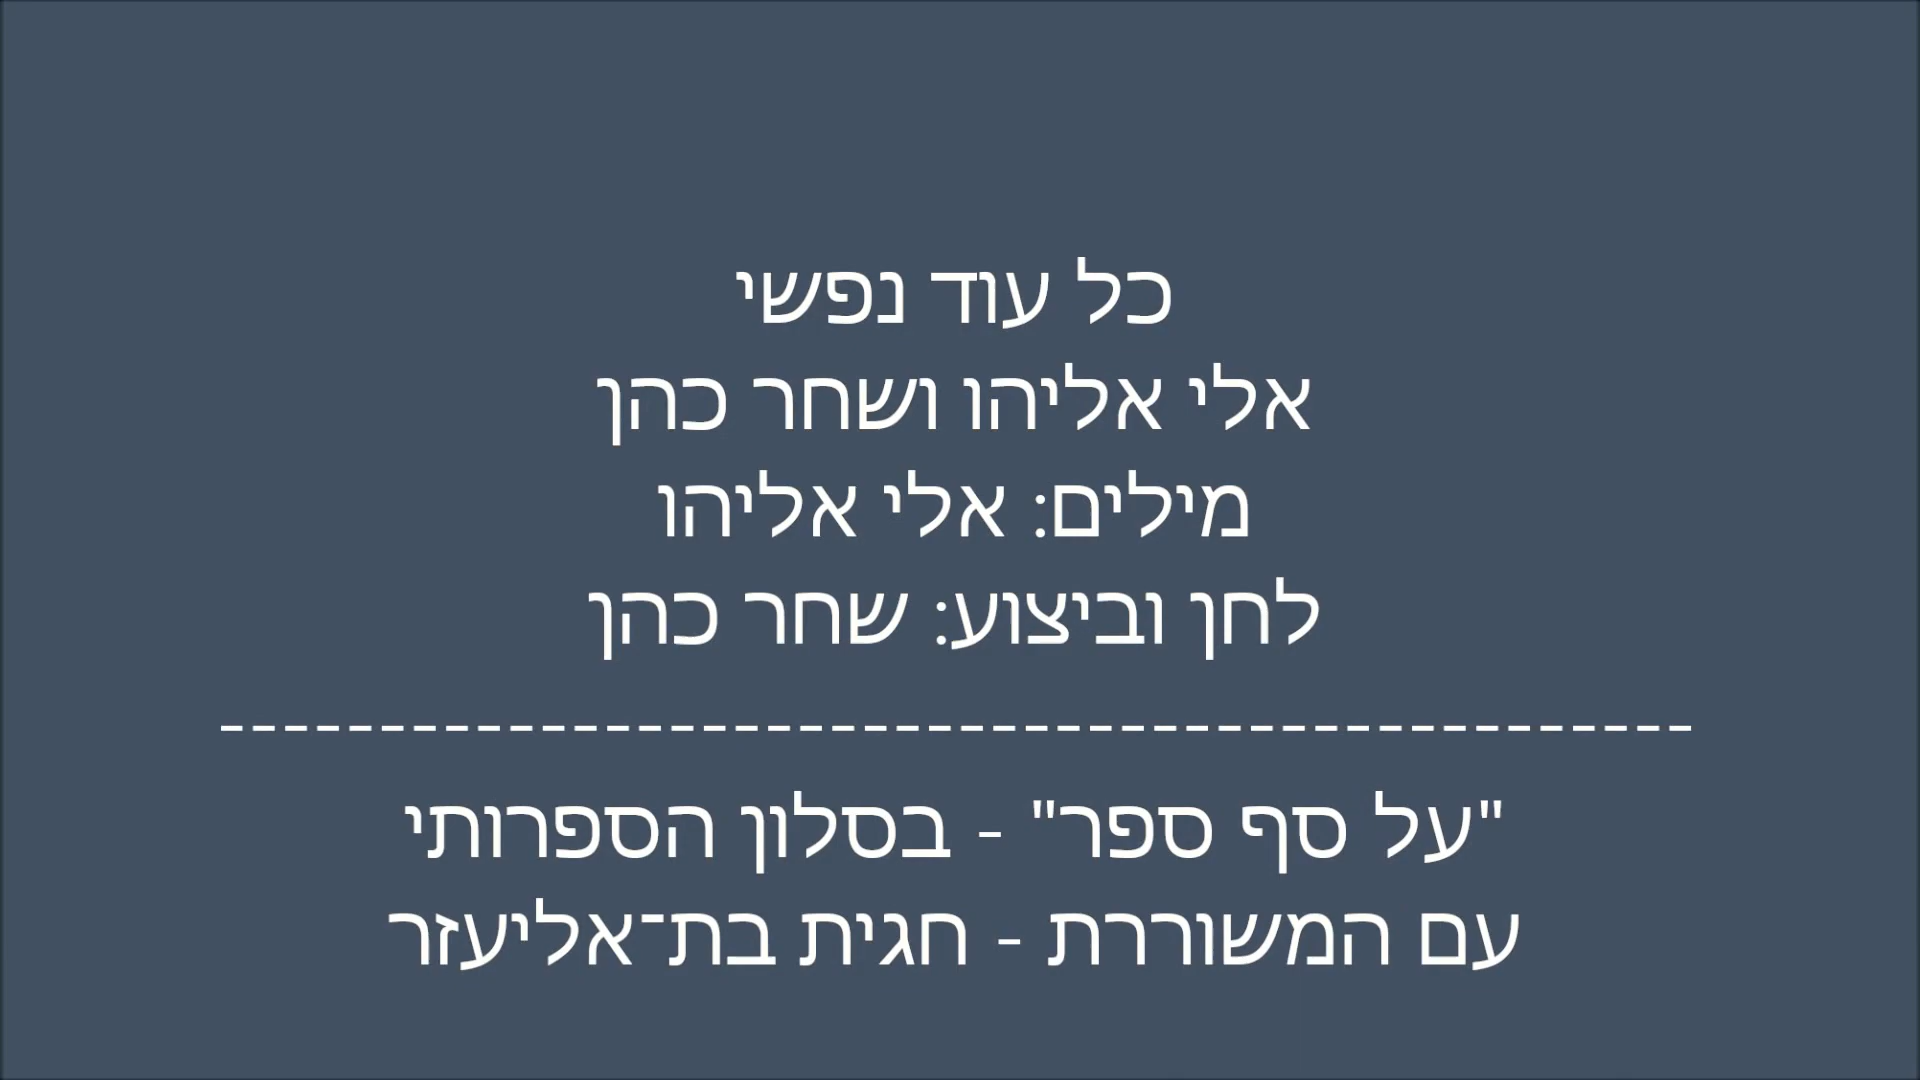 כל עוד נפשי
אלי אליהו ושחר כהן
מילים: אלי אליהו
לחן וביצוע: שחר כהן
----------------------------------------------
"על סף ספר" - בסלון הספרותי
עם המשוררת - חגית בת־אליעזר